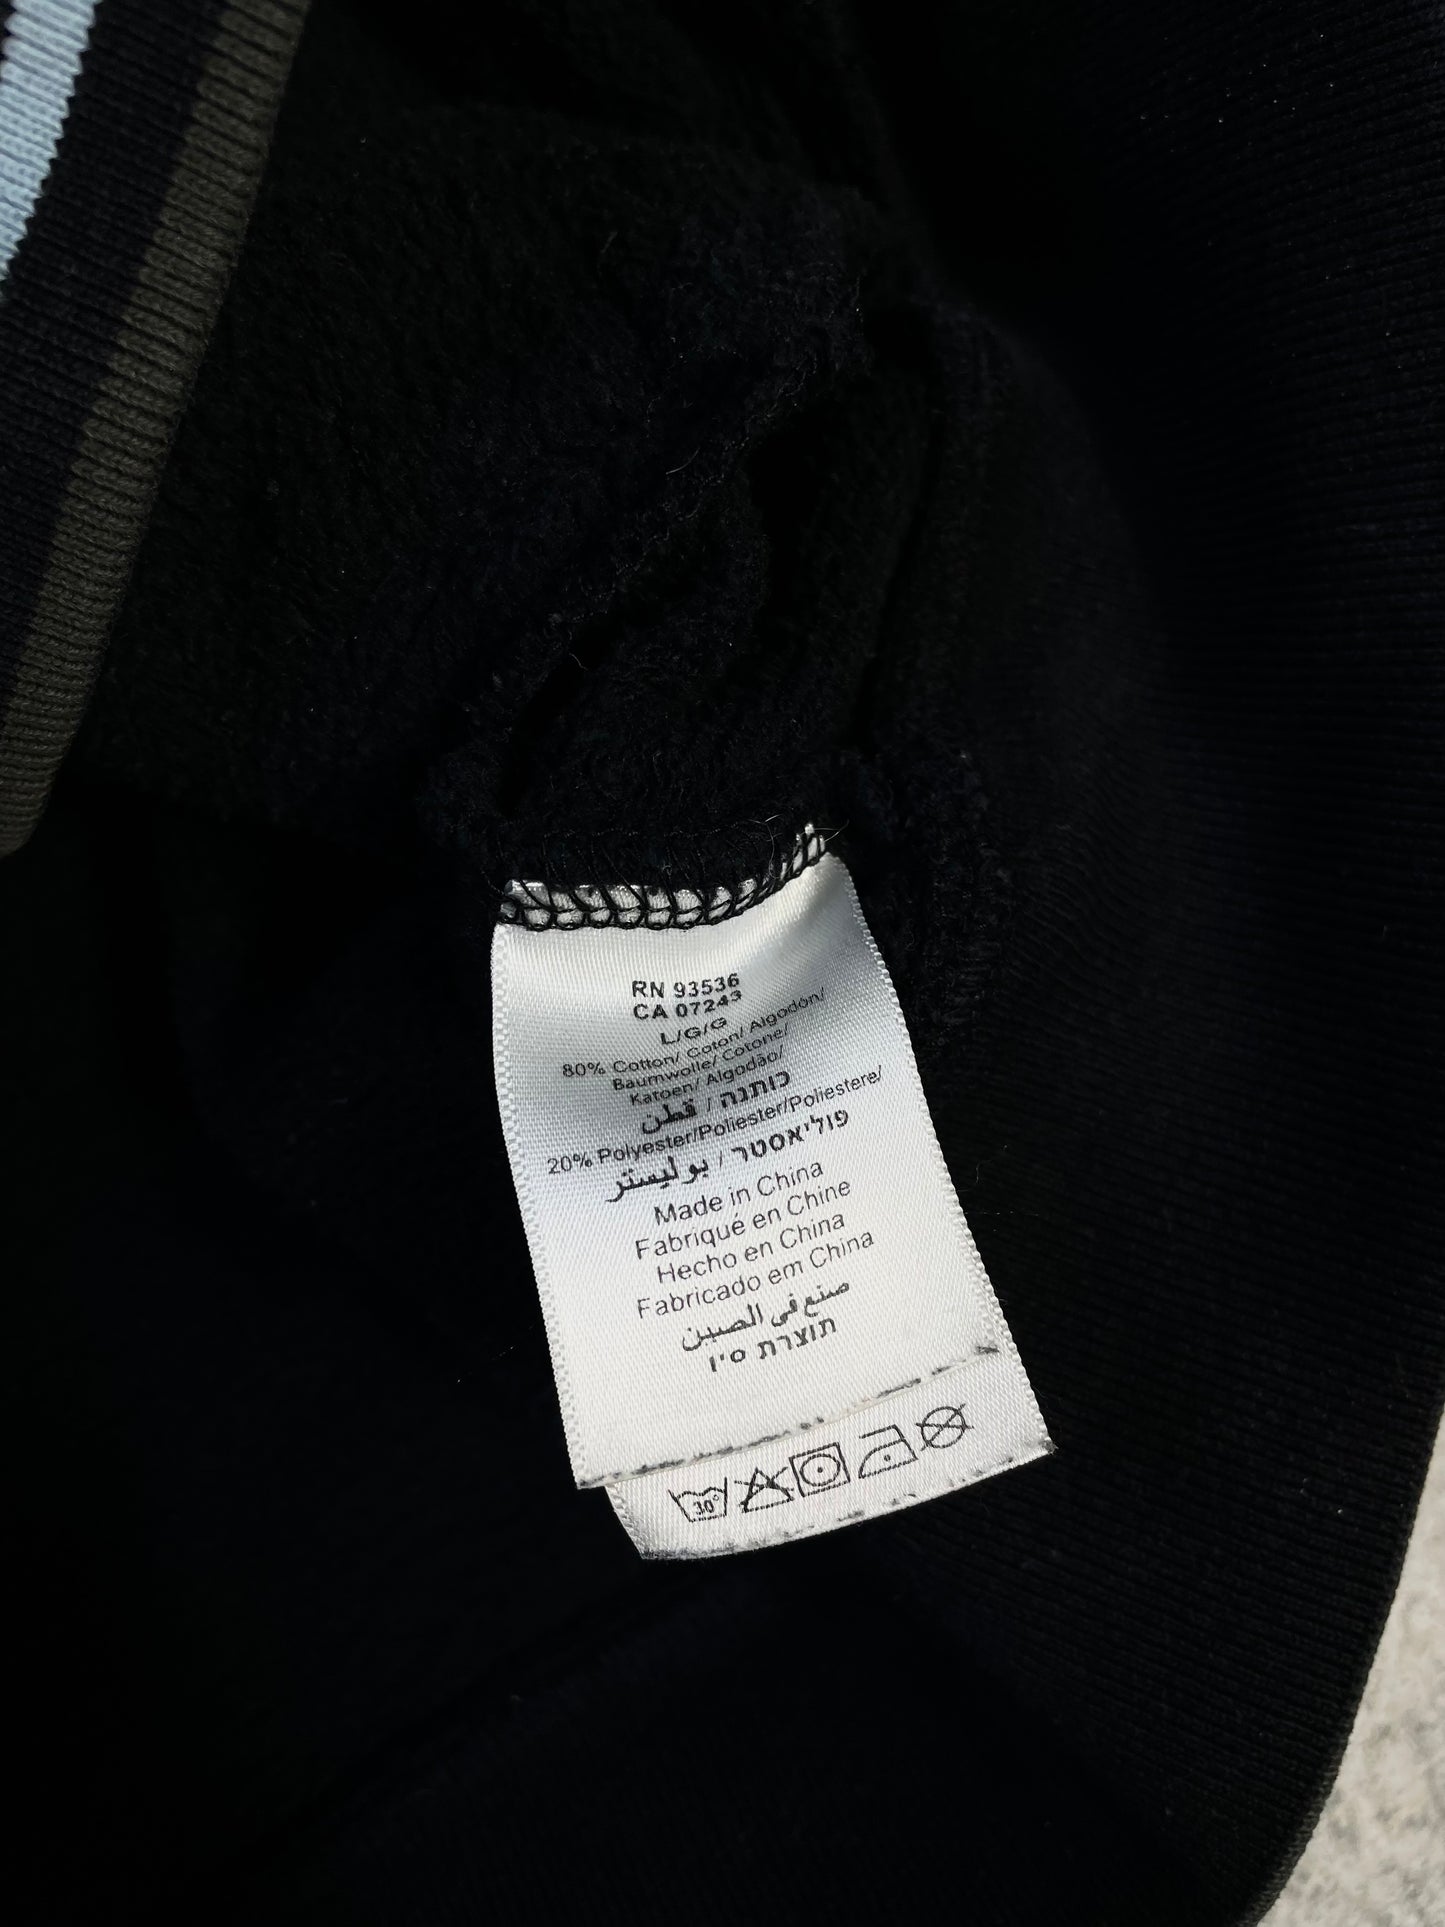 RN 93536
CA 07243
L/G/G
80% Cotton/ Coton/ Algodón/
Baumwolle/ Cotone/
Katoen/ Algodão/
כותנה / قطن
20% Polyester/Poliester/Poliestere/
פוליאסטר / بوليستر
Made in China
Fabriqué en Chine
Hecho en China
Fabricado em China
صنع في الصين
תוצרת סין
30°